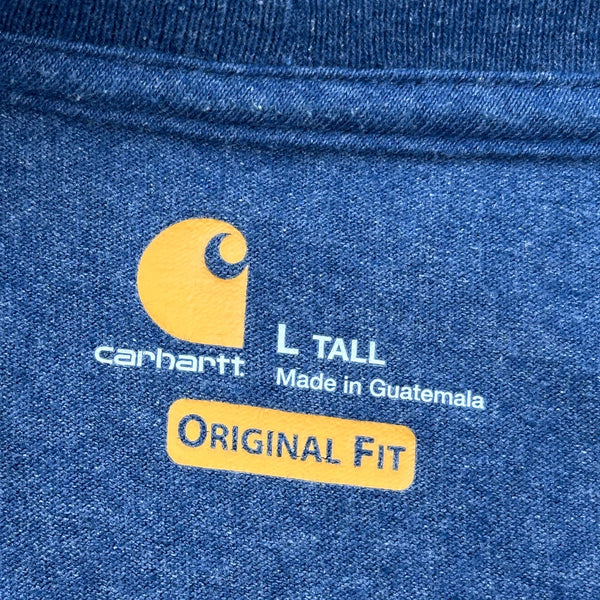 carhartt
L TALL
Made in Guatemala
ORIGINAL FIT